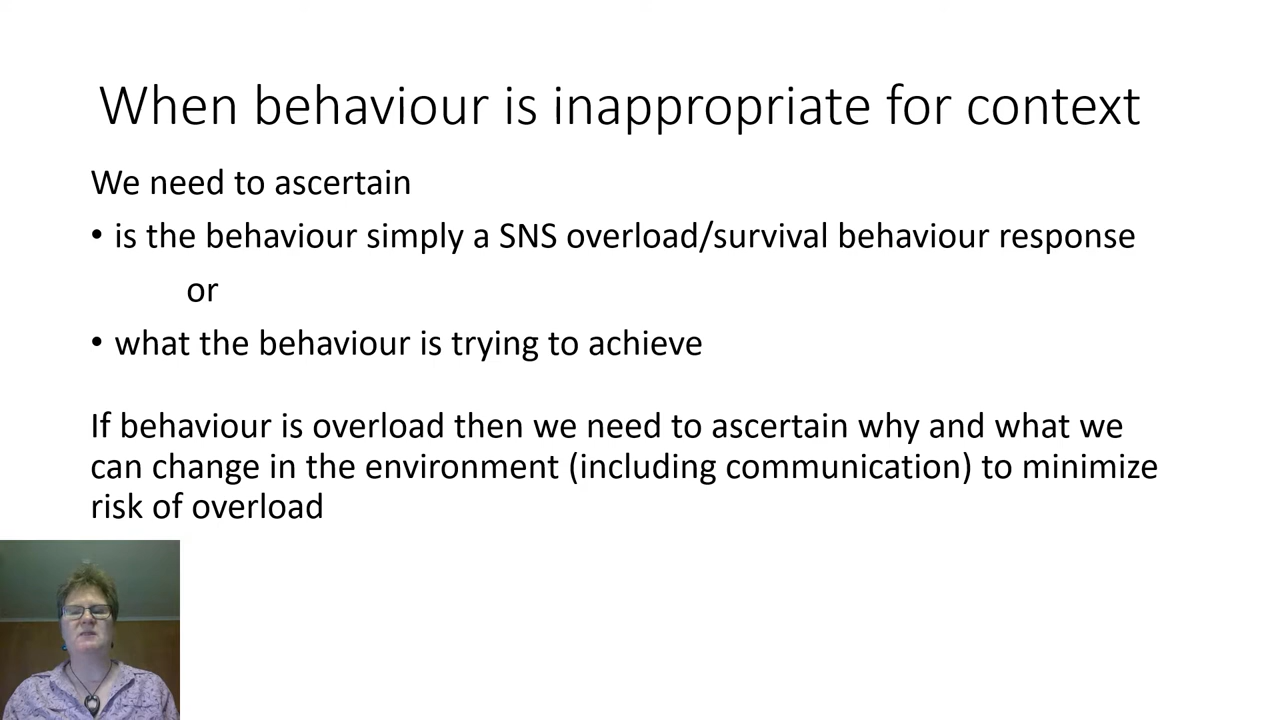 When behaviour is inappropriate for context
We need to ascertain
• is the behaviour simply a SNS overload/survival behaviour response
or
• what the behaviour is trying to achieve
If behaviour is overload then we need to ascertain why and what we
can change in the environment (including communication) to minimize
risk of overload